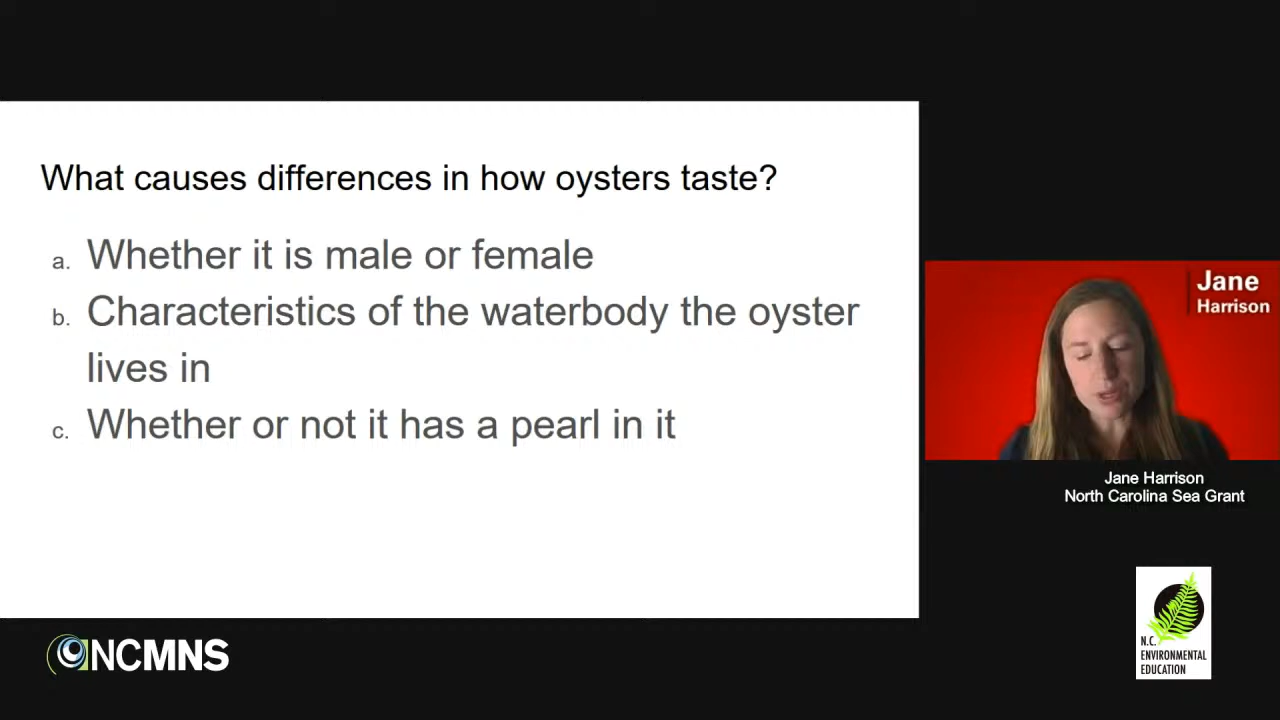 What causes differences in how oysters taste?
a. Whether it is male or female
b. Characteristics of the waterbody the oyster
lives in
c. Whether or not it has a pearl in it
Jane
Harrison
Jane Harrison
North Carolina Sea Grant
NCMNS
N.C.
ENVIRONMENTAL
EDUCATION